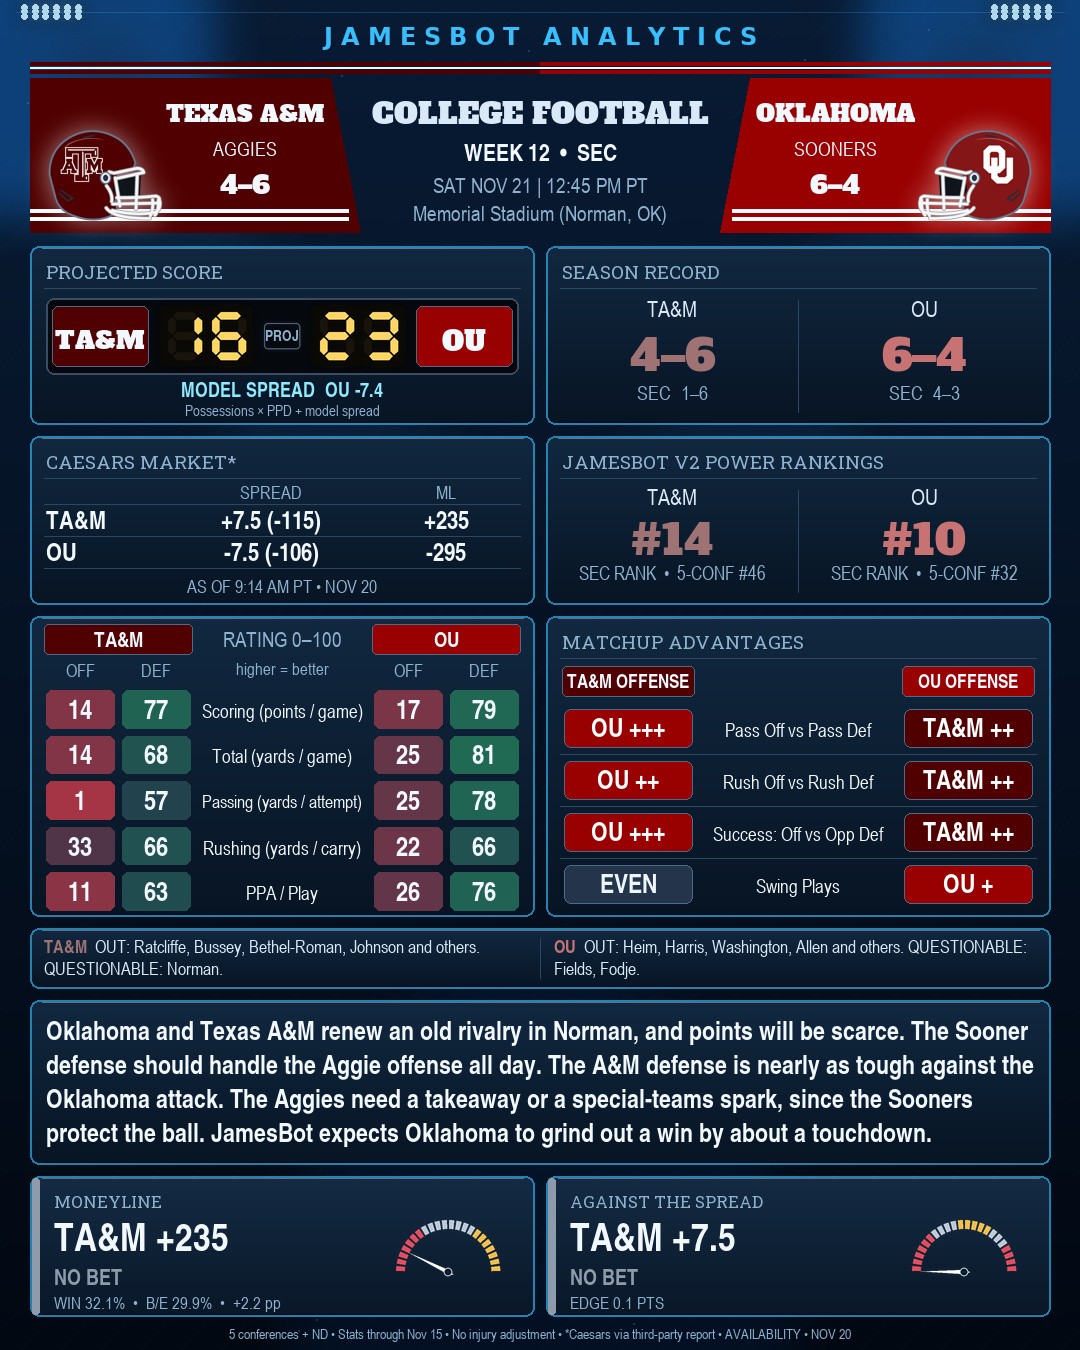 JAMESBOT ANALYTICS
TEXAS A&M
AGGIES
4–6
COLLEGE FOOTBALL
WEEK 12 • SEC
SAT NOV 21 | 12:45 PM PT
Memorial Stadium (Norman, OK)
OKLAHOMA
SOONERS
6–4
ATM
OU
PROJECTED SCORE
TA&M 16 PROJ 23 OU
MODEL SPREAD OU -7.4
Possessions × PPD + model spread
SEASON RECORD
TA&M OU
4–6 6–4
SEC 1–6 SEC 4–3
CAESARS MARKET*
SPREAD ML
TA&M +7.5 (-115) +235
OU -7.5 (-106) -295
AS OF 9:14 AM PT • NOV 20
JAMESBOT V2 POWER RANKINGS
TA&M OU
#14 #10
SEC RANK • 5-CONF #46 SEC RANK • 5-CONF #32
TA&M RATING 0–100 OU
OFF DEF higher = better OFF DEF
14 77 Scoring (points / game) 17 79
14 68 Total (yards / game) 25 81
1 57 Passing (yards / attempt) 25 78
33 66 Rushing (yards / carry) 22 66
11 63 PPA / Play 26 76
MATCHUP ADVANTAGES
TA&M OFFENSE OU OFFENSE
OU +++ Pass Off vs Pass Def TA&M ++
OU ++ Rush Off vs Rush Def TA&M ++
OU +++ Success: Off vs Opp Def TA&M ++
EVEN Swing Plays OU +
TA&M OUT: Ratcliffe, Bussey, Bethel-Roman, Johnson and others.
QUESTIONABLE: Norman.
OU OUT: Heim, Harris, Washington, Allen and others. QUESTIONABLE:
Fields, Fodje.
Oklahoma and Texas A&M renew an old rivalry in Norman, and points will be scarce. The Sooner
defense should handle the Aggie offense all day. The A&M defense is nearly as tough against the
Oklahoma attack. The Aggies need a takeaway or a special-teams spark, since the Sooners
protect the ball. JamesBot expects Oklahoma to grind out a win by about a touchdown.
MONEYLINE
TA&M +235
NO BET
WIN 32.1% • B/E 29.9% • +2.2 pp
AGAINST THE SPREAD
TA&M +7.5
NO BET
EDGE 0.1 PTS
5 conferences + ND • Stats through Nov 15 • No injury adjustment • *Caesars via third-party report • AVAILABILITY • NOV 20